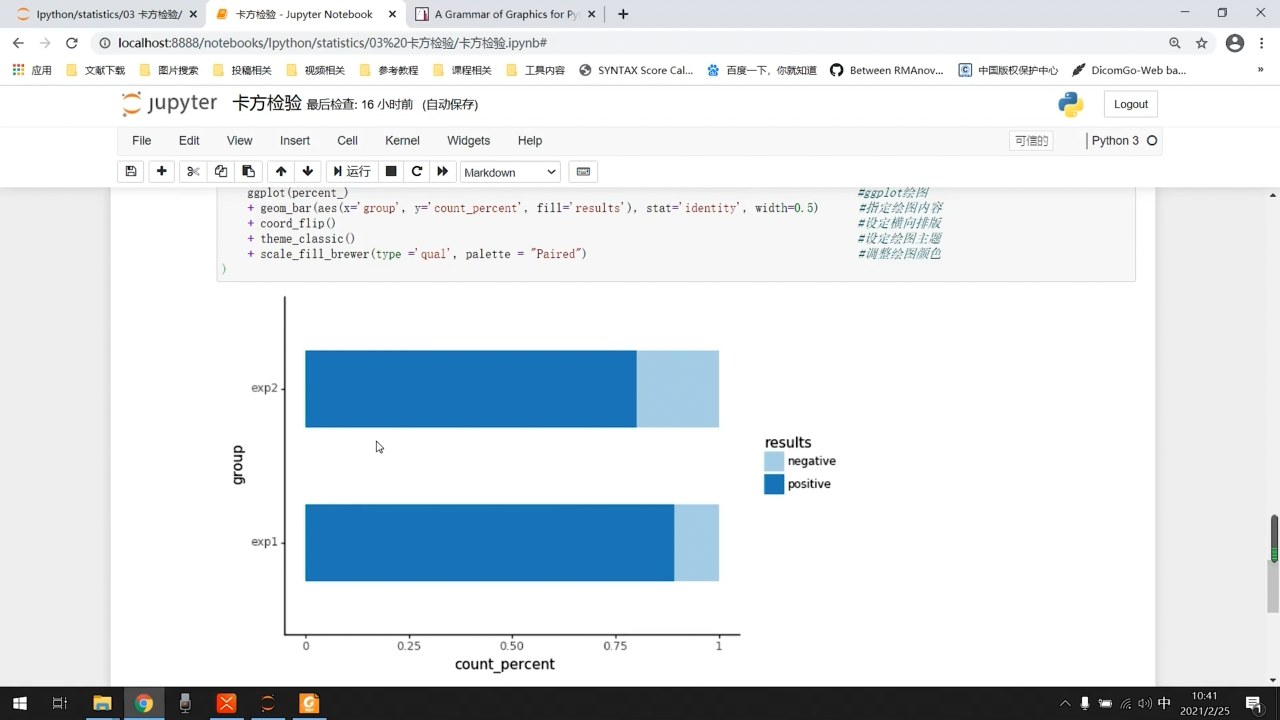 Ipython/statistics/03 卡方检验/
卡方检验 - Jupyter Notebook
A Grammar of Graphics for Py
localhost:8888/notebooks/Ipython/statistics/03%20卡方检验/卡方检验.ipynb#
应用 文献下载 图片搜索 投稿相关 视频相关 参考教程 课程相关 工具内容 SYNTAX Score Cal... 百度一下，你就知道 Between RMAnov... 中国版权保护中心 DicomGo-Web ba... »
jupyter 卡方检验 最后检查: 16 小时前 (自动保存) Logout
File Edit View Insert Cell Kernel Widgets Help 可信的 Python 3
运行 Markdown
ggplot(percent_) #ggplot绘图
+ geom_bar(aes(x='group', y='count_percent', fill='results'), stat='identity', width=0.5) #指定绘图内容
+ coord_flip() #设定横向排版
+ theme_classic() #设定绘图主题
+ scale_fill_brewer(type ='qual', palette = "Paired") #调整绘图颜色
)
exp2
group
exp1
results
negative
positive
0 0.25 0.50 0.75 1
count_percent
中 10:41
2021/2/25
1